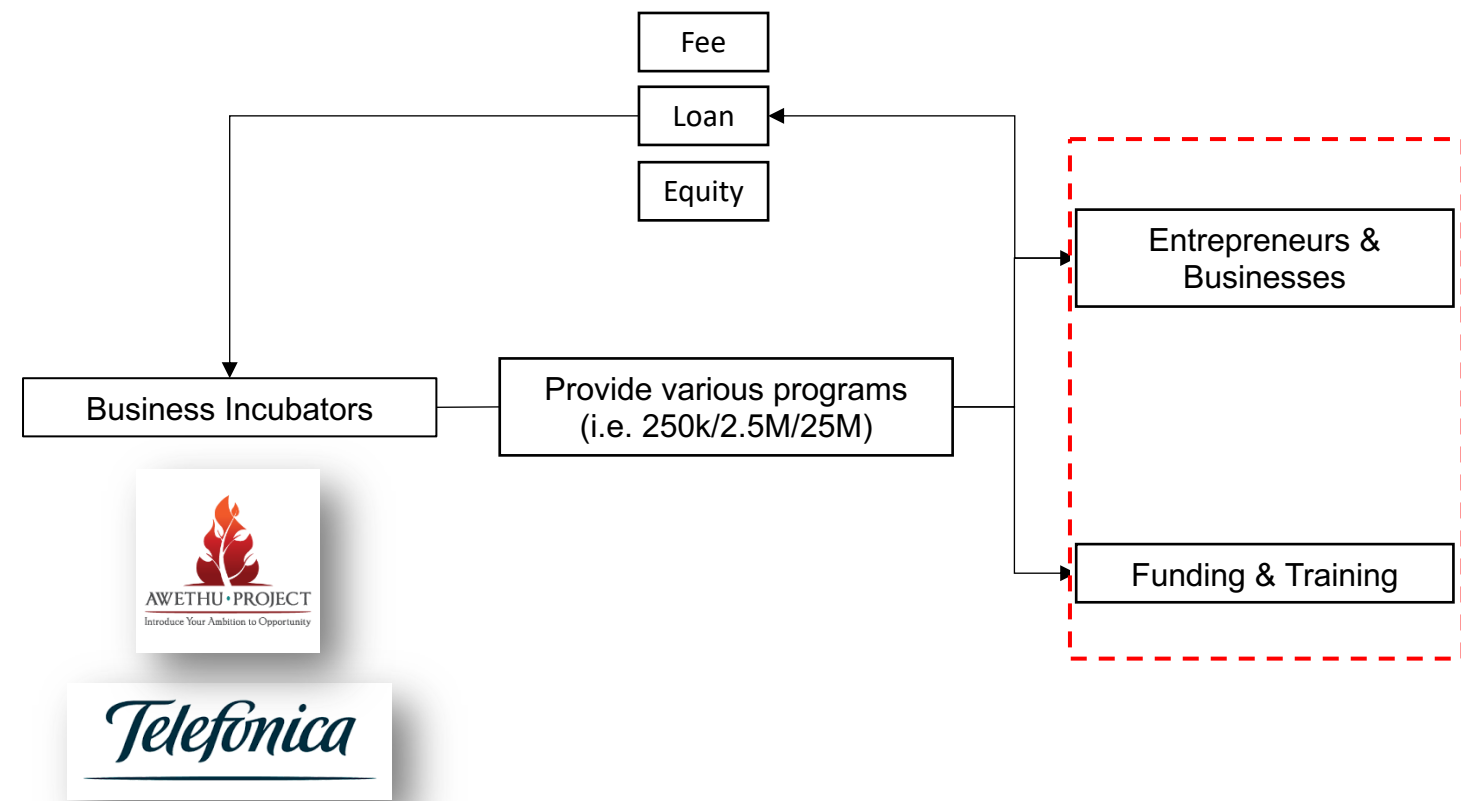 Fee
Loan
Equity
Entrepreneurs &
Businesses
Business Incubators
Provide various programs
(i.e. 250k/2.5M/25M)
Funding & Training
AWETHU•PROJECT
Introduce Your Ambition to Opportunity
Telefónica